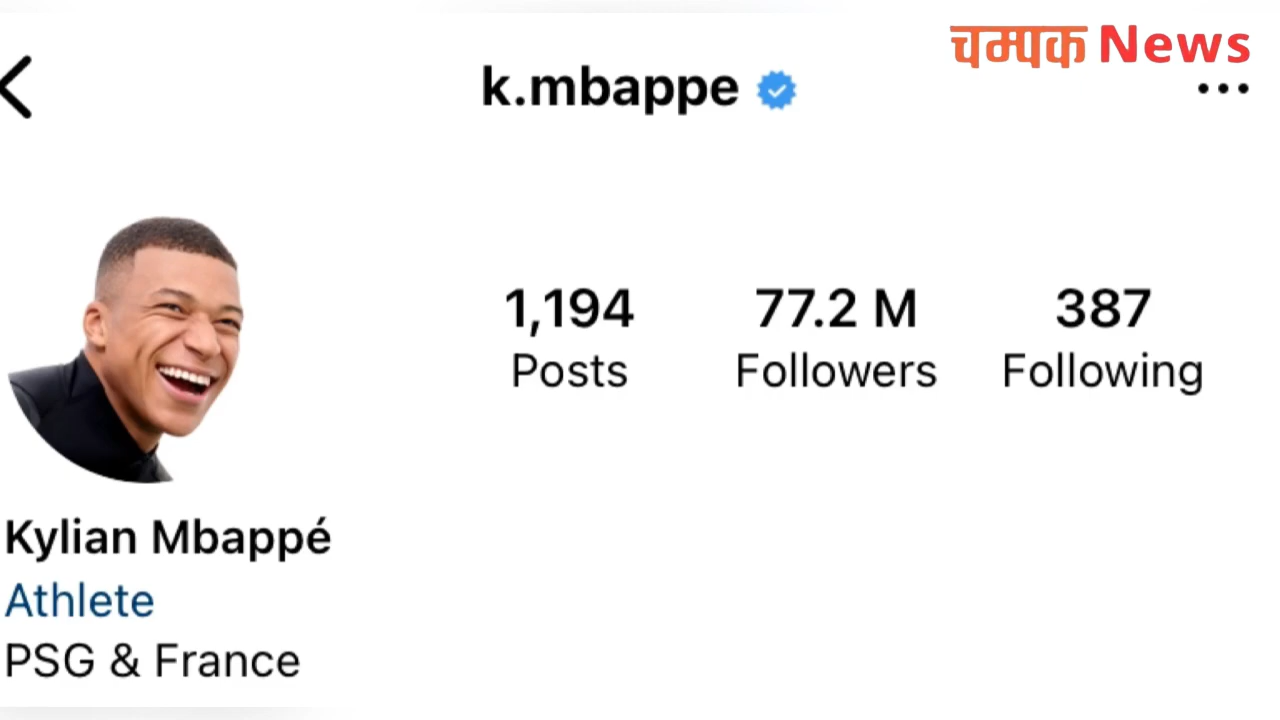 चम्पक News
k.mbappe
1,194 77.2 M 387
Posts Followers Following
Kylian Mbappé
Athlete
PSG & France